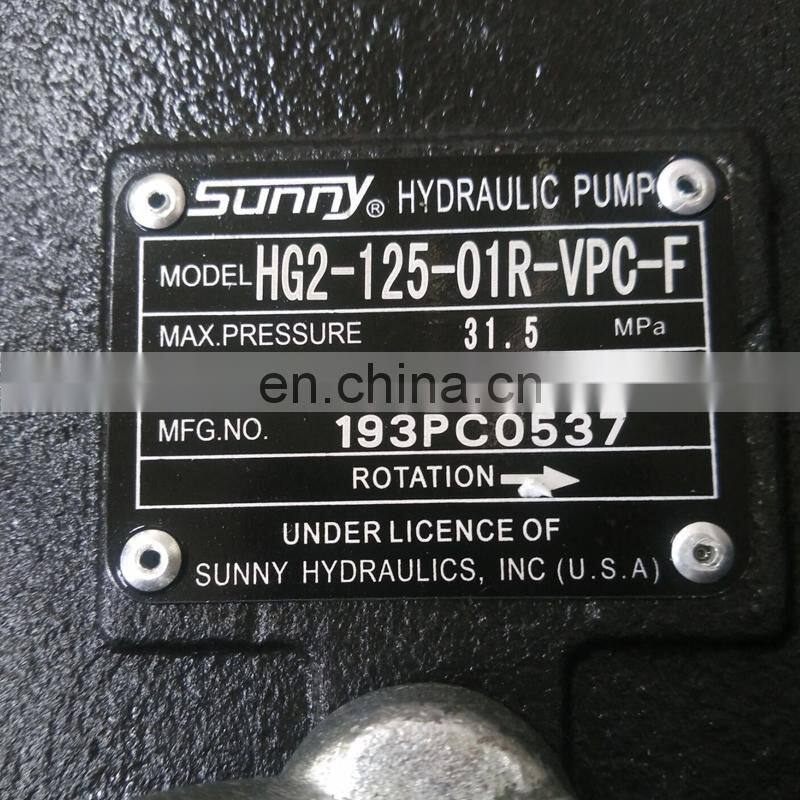 Sunny® HYDRAULIC PUMP
MODEL HG2-125-01R-VPC-F
MAX.PRESSURE 31.5 MPa
en.china.cn
MFG.NO. 193PC0537
ROTATION
UNDER LICENCE OF
SUNNY HYDRAULICS, INC (U.S.A)